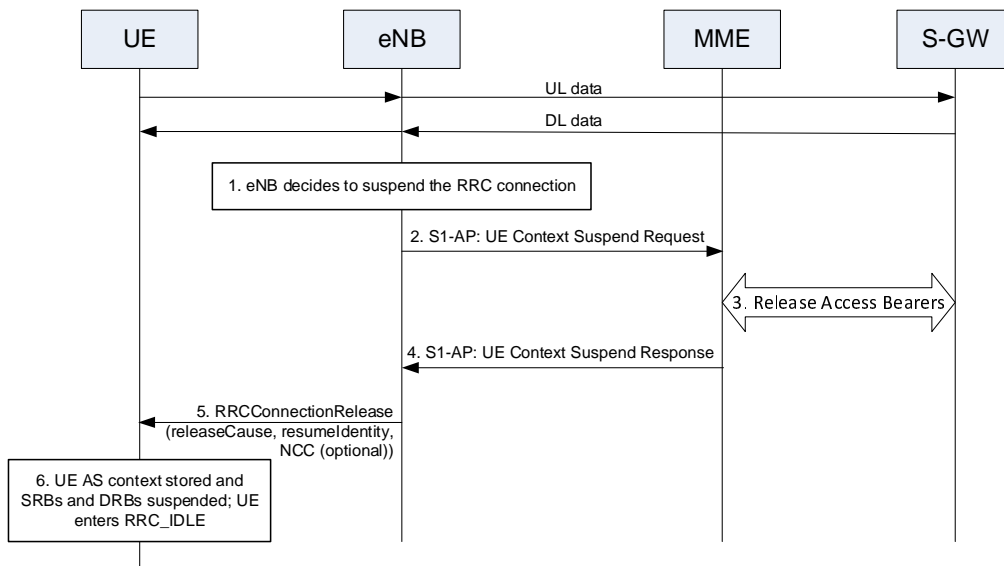 UE
eNB
MME
S-GW
UL data
DL data
1. eNB decides to suspend the RRC connection
2. S1-AP: UE Context Suspend Request
3. Release Access Bearers
4. S1-AP: UE Context Suspend Response
5. RRCConnectionRelease
(releaseCause, resumeIdentity,
NCC (optional))
6. UE AS context stored and
SRBs and DRBs suspended; UE
enters RRC_IDLE